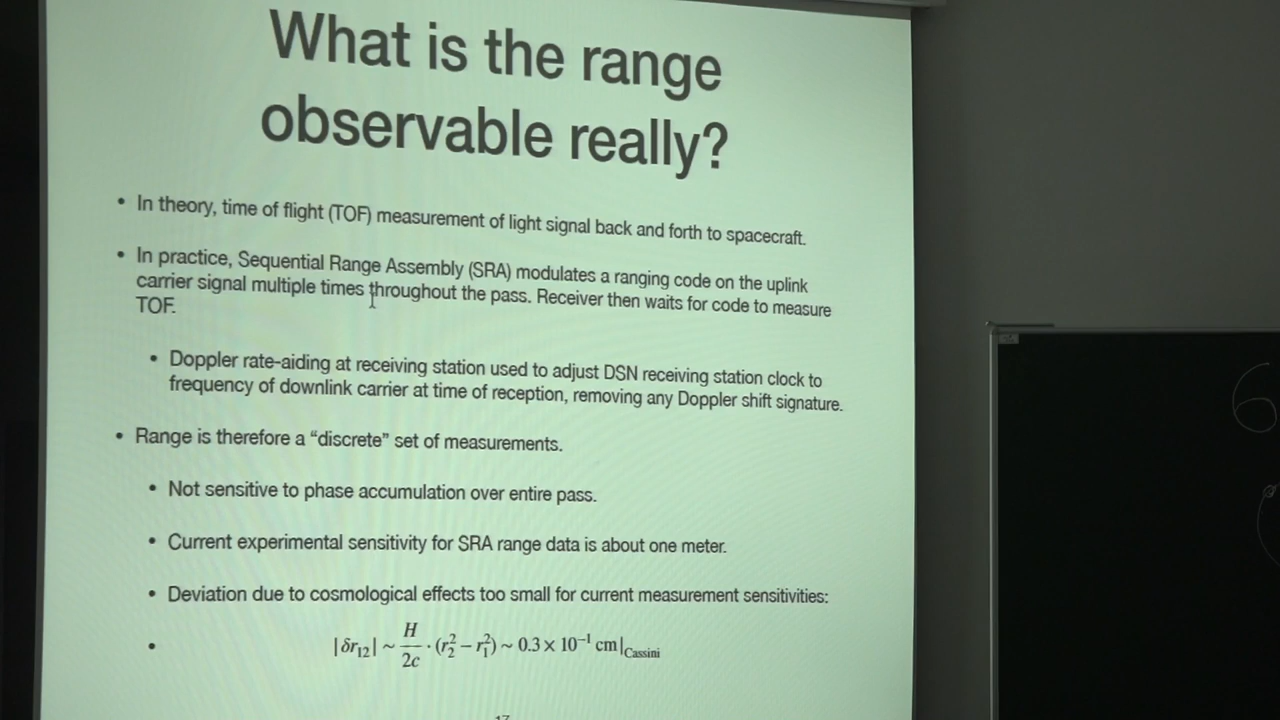 What is the range
observable really?
• In theory, time of flight (TOF) measurement of light signal back and forth to spacecraft.
• In practice, Sequential Range Assembly (SRA) modulates a ranging code on the uplink
carrier signal multiple times throughout the pass. Receiver then waits for code to measure
TOF.
• Doppler rate-aiding at receiving station used to adjust DSN receiving station clock to
frequency of downlink carrier at time of reception, removing any Doppler shift signature.
• Range is therefore a “discrete” set of measurements.
• Not sensitive to phase accumulation over entire pass.
• Current experimental sensitivity for SRA range data is about one meter.
• Deviation due to cosmological effects too small for current measurement sensitivities:
• |δr₁₂| ~ H/2c · (r₂² − r₁²) ~ 0.3 × 10⁻¹ cm|Cassini